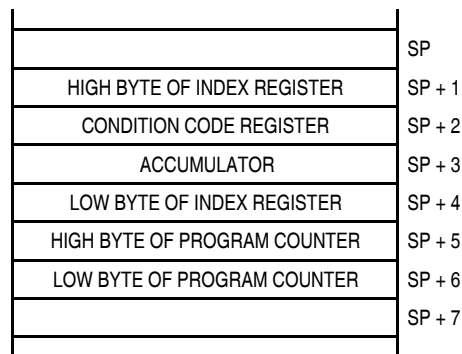 SP
HIGH BYTE OF INDEX REGISTER SP + 1
CONDITION CODE REGISTER SP + 2
ACCUMULATOR SP + 3
LOW BYTE OF INDEX REGISTER SP + 4
HIGH BYTE OF PROGRAM COUNTER SP + 5
LOW BYTE OF PROGRAM COUNTER SP + 6
SP + 7